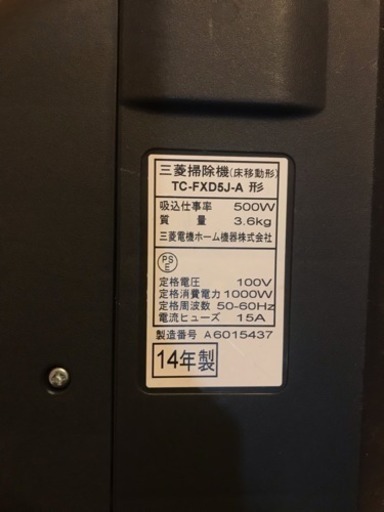 三菱掃除機(床移動形)
TC-FXD5J-A 形
吸込仕事率 500W
質量 3.6kg
三菱電機ホーム機器株式会社
PS
E
定格電圧 100V
定格消費電力 1000W
定格周波数 50-60Hz
電流ヒューズ 15A
製造番号 A6015437
14年製